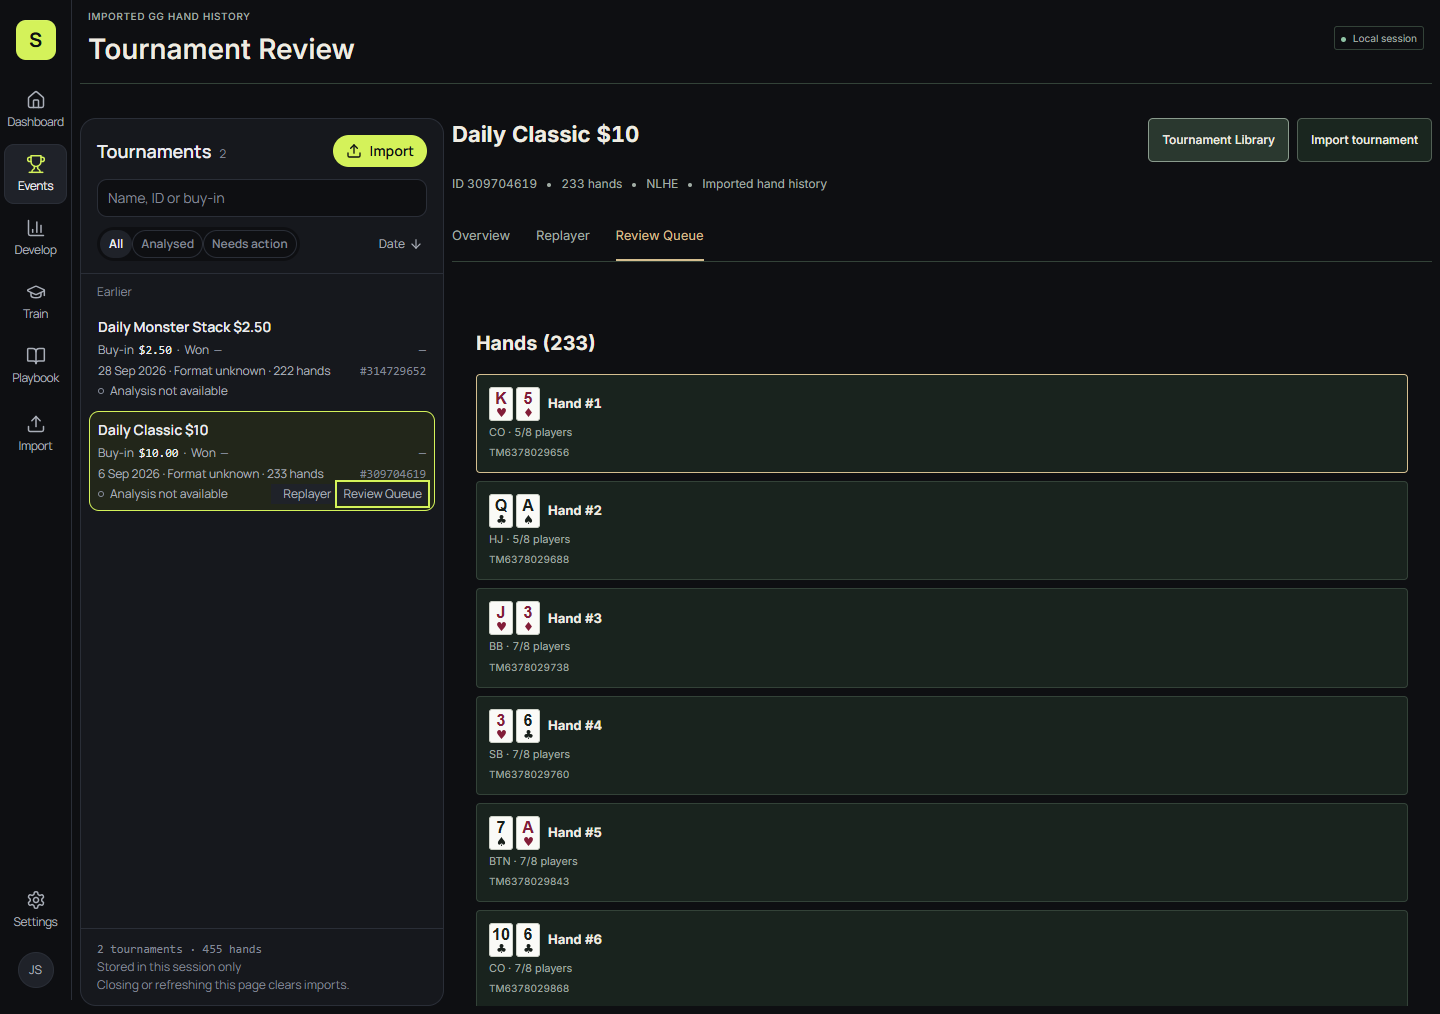 S
Dashboard
Events
Develop
Train
Playbook
Import
Settings
JS
IMPORTED GG HAND HISTORY
Tournament Review
Local session
Tournaments 2
Import
Name, ID or buy-in
All Analysed Needs action
Date ↓
Earlier
Daily Monster Stack $2.50
Buy-in $2.50 · Won —
—
28 Sep 2026 · Format unknown · 222 hands
#314729652
Analysis not available
Daily Classic $10
Buy-in $10.00 · Won —
—
6 Sep 2026 · Format unknown · 233 hands
#309704619
Analysis not available
Replayer
Review Queue
2 tournaments · 455 hands
Stored in this session only
Closing or refreshing this page clears imports.
Daily Classic $10
Tournament Library
Import tournament
ID 309704619 • 233 hands • NLHE • Imported hand history
Overview
Replayer
Review Queue
Hands (233)
K♥ 5♦ Hand #1
CO · 5/8 players
TM6378029656
Q♣ A♠ Hand #2
HJ · 5/8 players
TM6378029688
J♥ 3♦ Hand #3
BB · 7/8 players
TM6378029738
3♥ 6♣ Hand #4
SB · 7/8 players
TM6378029760
7♠ A♥ Hand #5
BTN · 7/8 players
TM6378029843
10♣ 6♣ Hand #6
CO · 7/8 players
TM6378029868